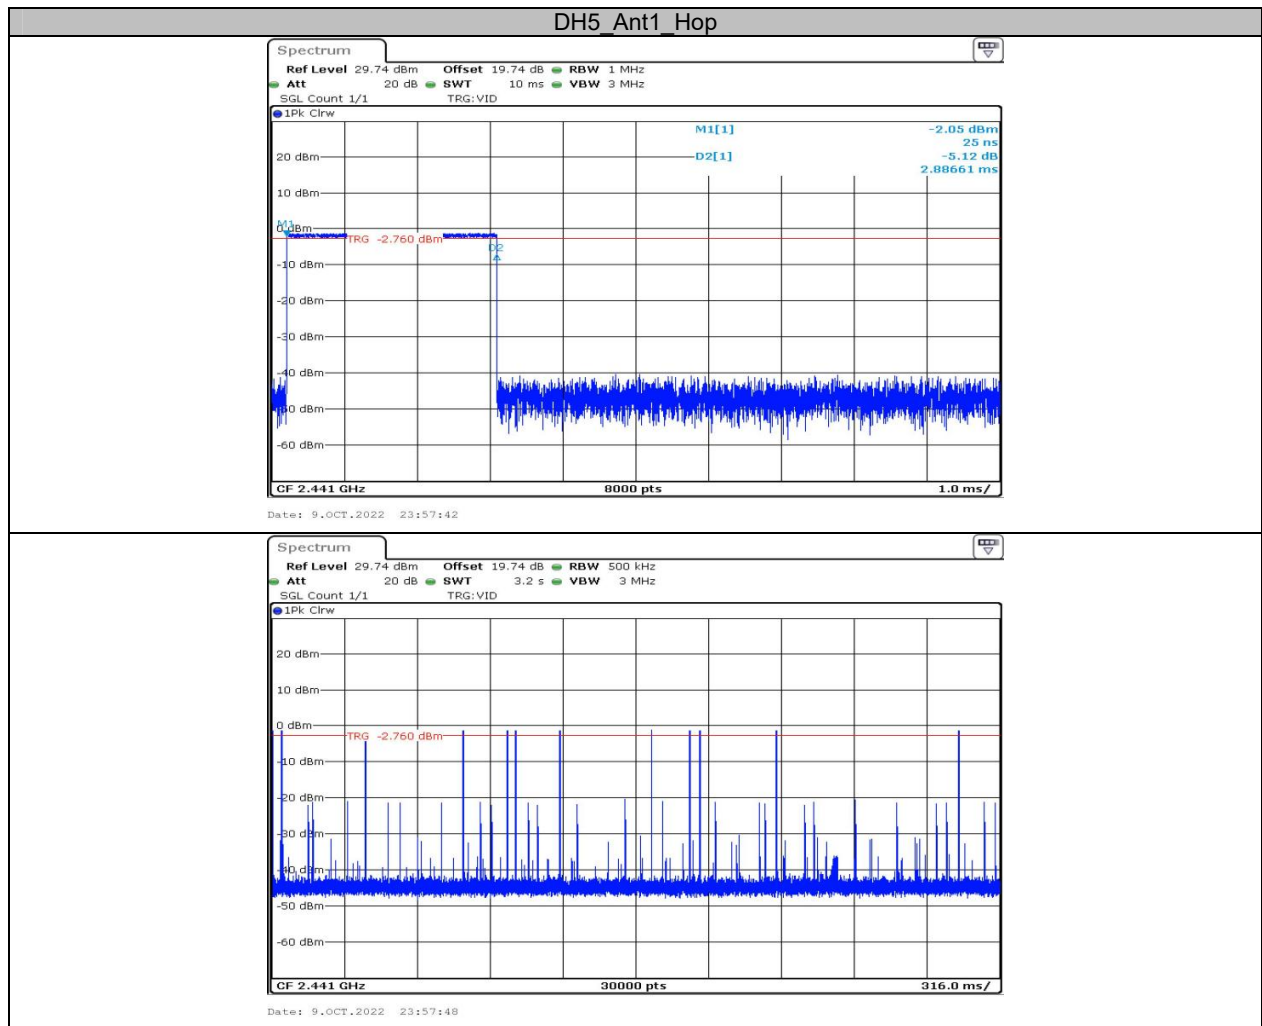 DH5_Ant1_Hop
Spectrum
Ref Level 29.74 dBm Offset 19.74 dB RBW 1 MHz
Att 20 dB SWT 10 ms VBW 3 MHz
SGL Count 1/1 TRG:VID
1Pk Clrw
M1[1] -2.05 dBm
25 ns
20 dBm D2[1] -5.12 dB
2.88661 ms
10 dBm
M1
0 dBm
TRG -2.760 dBm
D2
-10 dBm
-20 dBm
-30 dBm
-40 dBm
-50 dBm
-60 dBm
CF 2.441 GHz 8000 pts 1.0 ms/
Date: 9.OCT.2022 23:57:42
Spectrum
Ref Level 29.74 dBm Offset 19.74 dB RBW 500 kHz
Att 20 dB SWT 3.2 s VBW 3 MHz
SGL Count 1/1 TRG:VID
1Pk Clrw
20 dBm
10 dBm
0 dBm
TRG -2.760 dBm
-10 dBm
-20 dBm
-30 dBm
-40 dBm
-50 dBm
-60 dBm
CF 2.441 GHz 30000 pts 316.0 ms/
Date: 9.OCT.2022 23:57:48